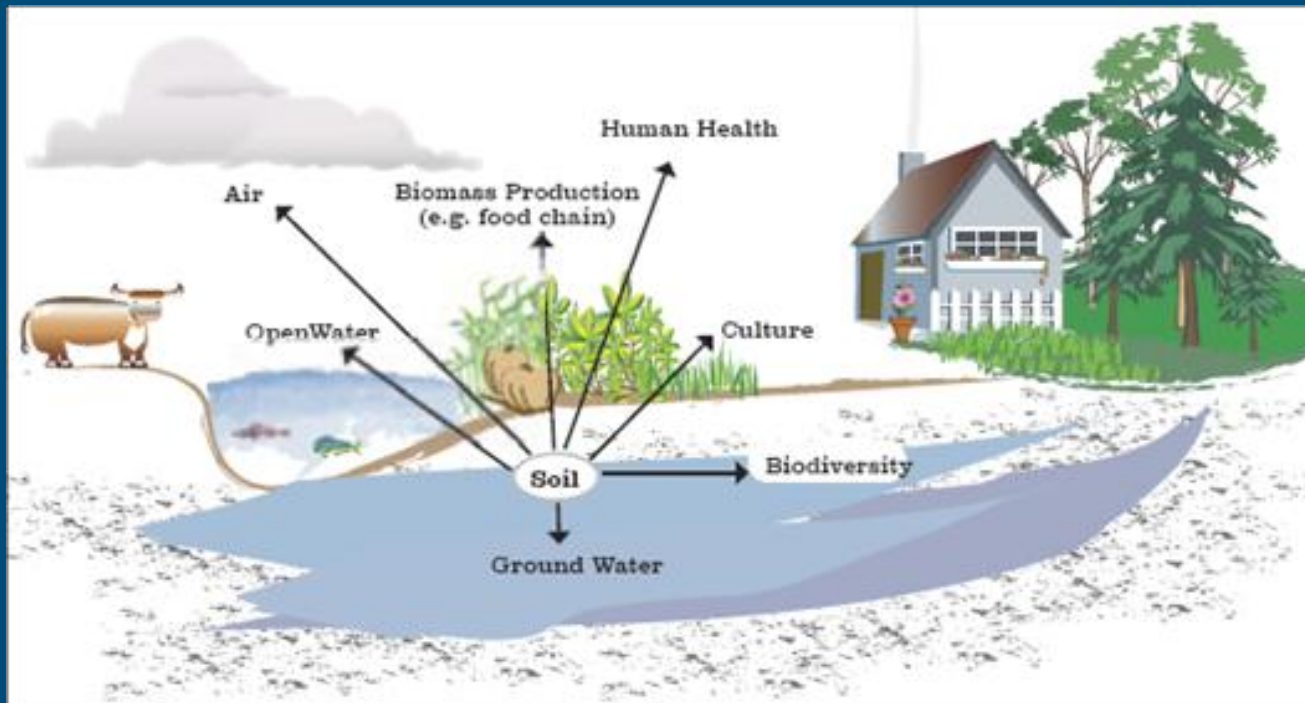 Human Health
Air
Biomass Production
(e.g. food chain)
OpenWater
Culture
Biodiversity
Soil
Ground Water